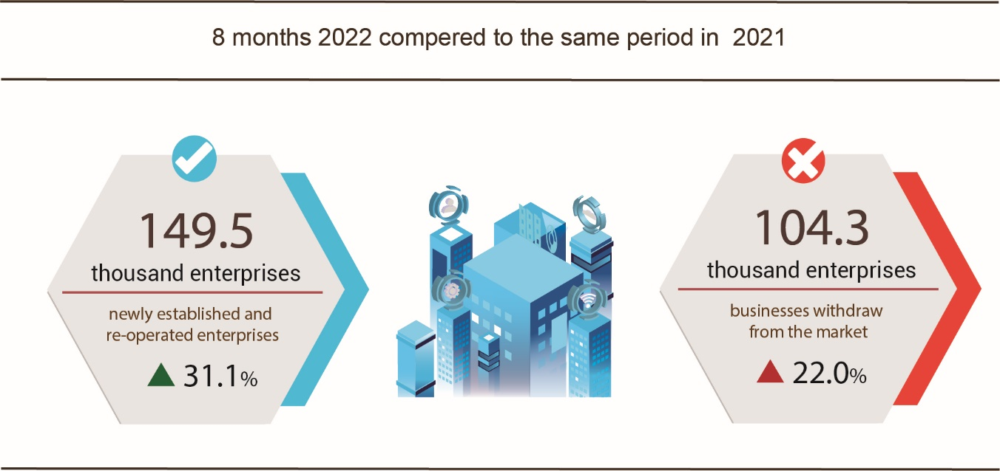 8 months 2022 compered to the same period in 2021
149.5
thousand enterprises
newly established and
re-operated enterprises
31.1%
104.3
thousand enterprises
businesses withdraw
from the market
22.0%